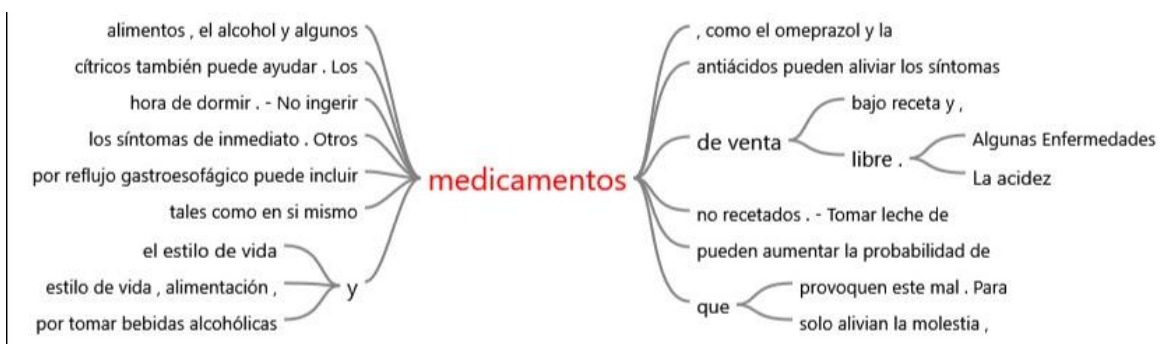 alimentos , el alcohol y algunos
cítricos también puede ayudar . Los
hora de dormir . - No ingerir
los síntomas de inmediato . Otros
por reflujo gastroesofágico puede incluir
tales como en si mismo
el estilo de vida
estilo de vida , alimentación ,
por tomar bebidas alcohólicas
y
medicamentos
, como el omeprazol y la
antiácidos pueden aliviar los síntomas
de venta
bajo receta y ,
libre .
Algunas Enfermedades
La acidez
no recetados . - Tomar leche de
pueden aumentar la probabilidad de
que
provoquen este mal . Para
solo alivian la molestia ,